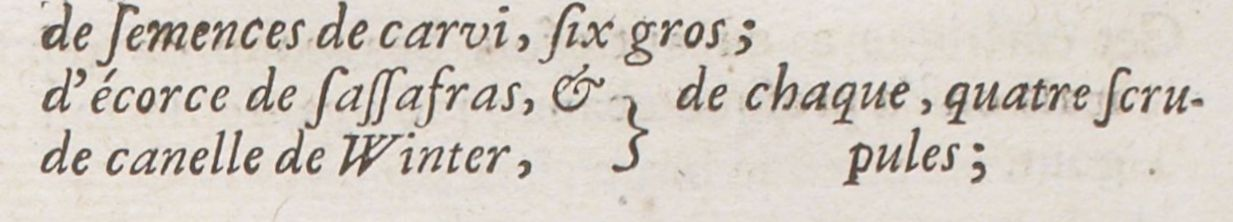 de ſemences de carvi, ſix gros;
d'écorce de ſaſſafras, & } de chaque, quatre ſcru-
de canelle de Winter, pules;